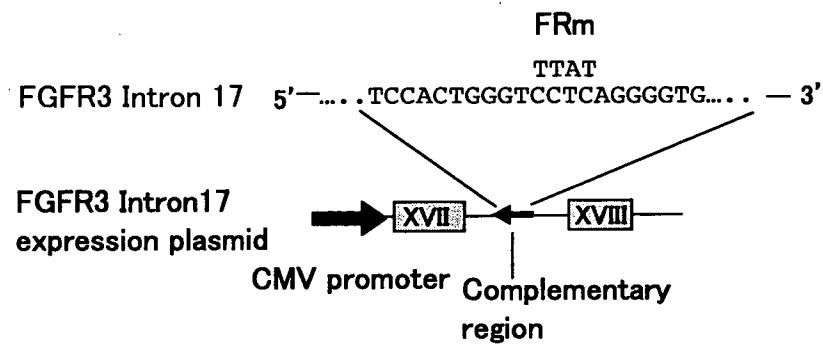 FRm
TTAT
FGFR3 Intron 17 5'—.....TCCACTGGGTCCTCAGGGGTG..... — 3'
FGFR3 Intron17
expression plasmid
XVII
XVIII
CMV promoter
Complementary
region